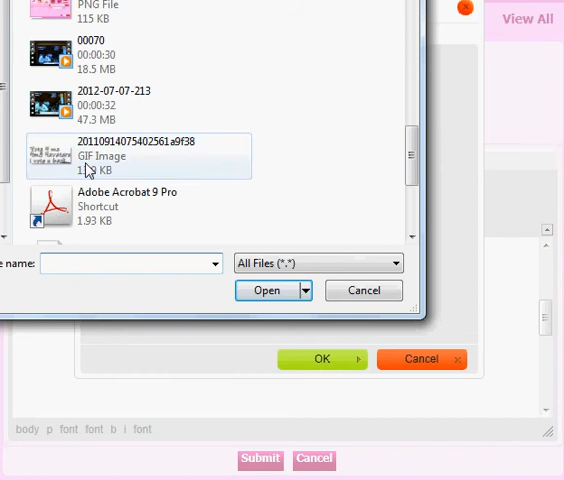 PNG File
115 KB
View All
00070
00:00:30
18.5 MB
2012-07-07-213
00:00:32
47.3 MB
20110914075402561a9f38
GIF Image
KB
Adobe Acrobat 9 Pro
Shortcut
1.93 KB
e name:
All Files (*.*)
Open
Cancel
OK
Cancel
body p font font b i font
Submit
Cancel